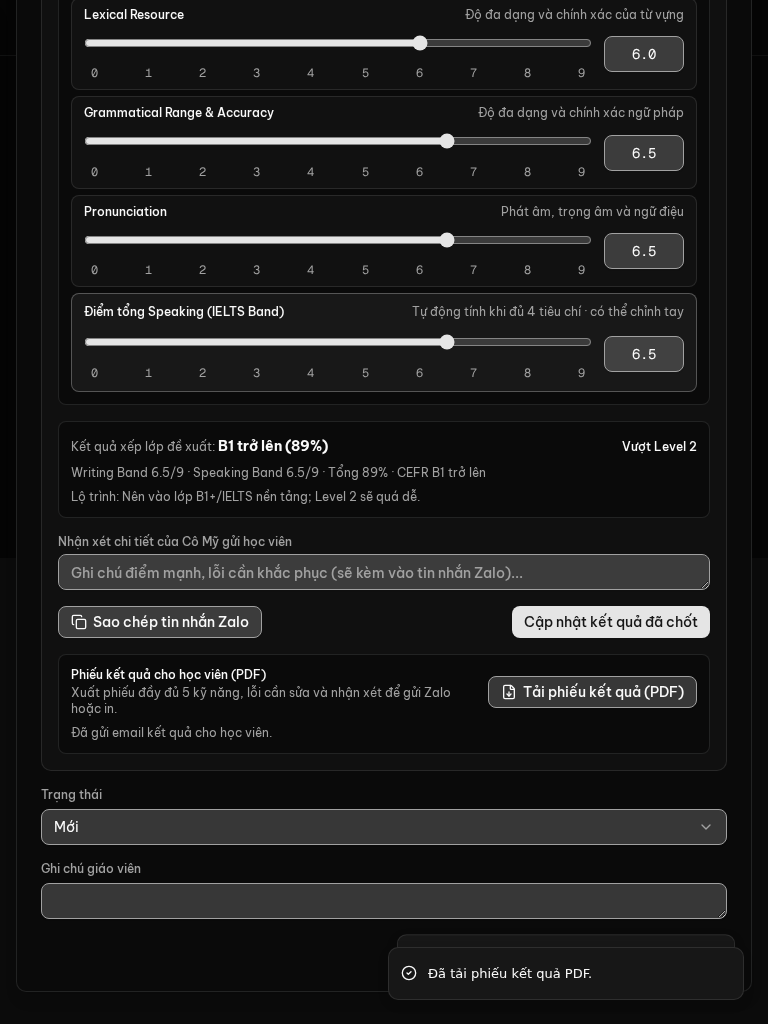 Lexical Resource
Độ đa dạng và chính xác của từ vựng
6.0
0 1 2 3 4 5 6 7 8 9
Grammatical Range & Accuracy
Độ đa dạng và chính xác ngữ pháp
6.5
0 1 2 3 4 5 6 7 8 9
Pronunciation
Phát âm, trọng âm và ngữ điệu
6.5
0 1 2 3 4 5 6 7 8 9
Điểm tổng Speaking (IELTS Band)
Tự động tính khi đủ 4 tiêu chí · có thể chỉnh tay
6.5
0 1 2 3 4 5 6 7 8 9
Kết quả xếp lớp đề xuất: B1 trở lên (89%)
Vượt Level 2
Writing Band 6.5/9 · Speaking Band 6.5/9 · Tổng 89% · CEFR B1 trở lên
Lộ trình: Nên vào lớp B1+/IELTS nền tảng; Level 2 sẽ quá dễ.
Nhận xét chi tiết của Cô Mỹ gửi học viên
Ghi chú điểm mạnh, lỗi cần khắc phục (sẽ kèm vào tin nhắn Zalo)...
Sao chép tin nhắn Zalo
Cập nhật kết quả đã chốt
Phiếu kết quả cho học viên (PDF)
Xuất phiếu đầy đủ 5 kỹ năng, lỗi cần sửa và nhận xét để gửi Zalo
hoặc in.
Tải phiếu kết quả (PDF)
Đã gửi email kết quả cho học viên.
Trạng thái
Mới
Ghi chú giáo viên
Đã tải phiếu kết quả PDF.